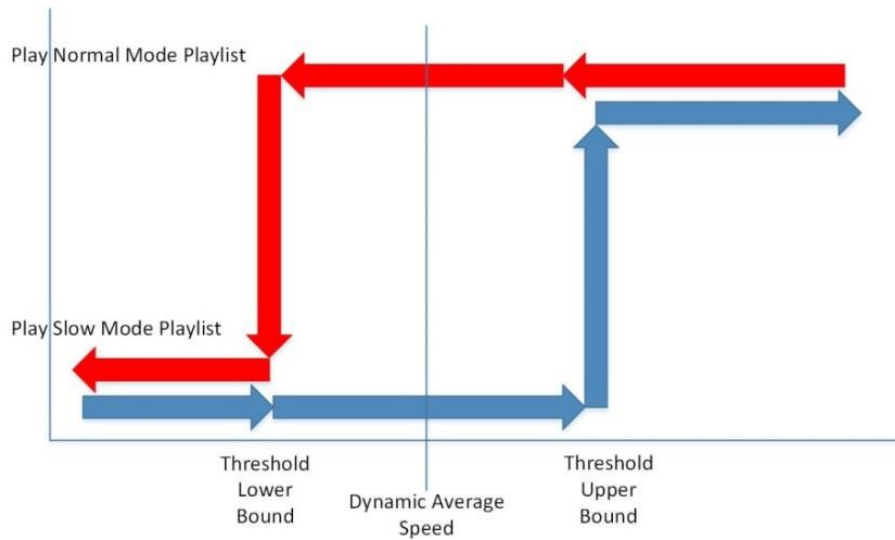 Play Normal Mode Playlist
Play Slow Mode Playlist
Threshold
Lower
Bound
Dynamic Average
Speed
Threshold
Upper
Bound